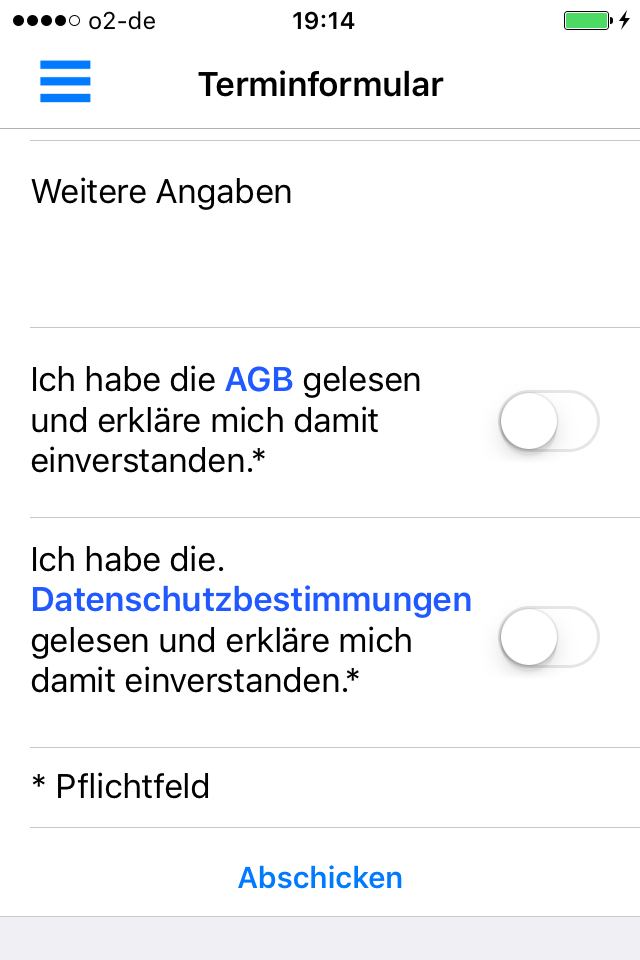 o2-de 19:14
Terminformular
Weitere Angaben
Ich habe die AGB gelesen
und erkläre mich damit
einverstanden.*
Ich habe die.
Datenschutzbestimmungen
gelesen und erkläre mich
damit einverstanden.*
* Pflichtfeld
Abschicken